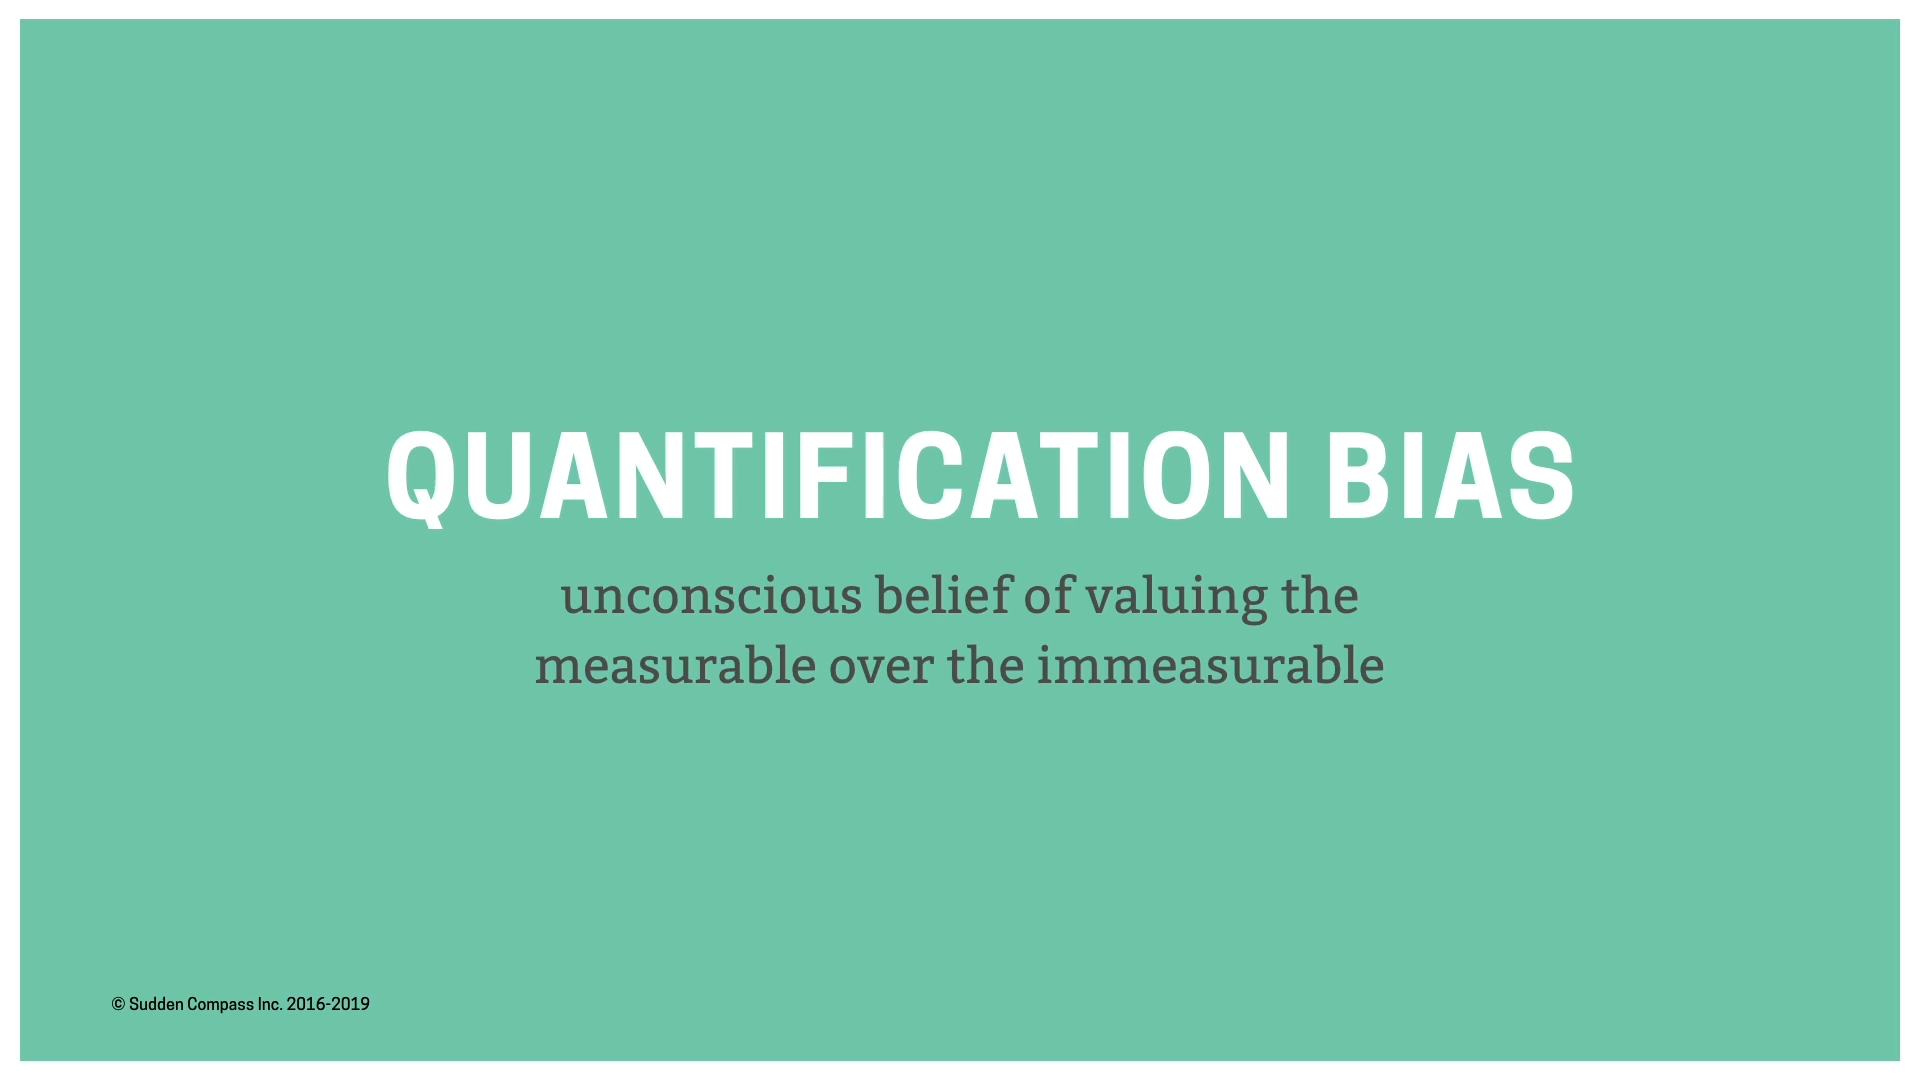 QUANTIFICATION BIAS
unconscious belief of valuing the
measurable over the immeasurable
© Sudden Compass Inc. 2016-2019